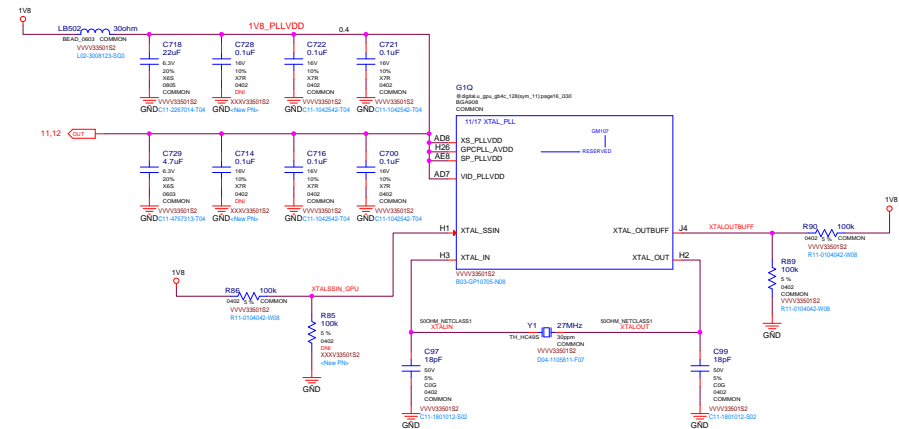 1V8
LB502 30ohm
BEAD_0603 COMMON
VVVV33501S2
L02-3008123-SG0
1V8_PLLVDD
0.4
C718
22uF
6.3V
20%
X6S
0805
COMMON
VVVV33501S2
GND C11-2267014-T04
C728
0.1uF
16V
10%
X7R
0402
DNI
XXXV33501S2
GND <New PN>
C722
0.1uF
16V
10%
X7R
0402
COMMON
VVVV33501S2
GND C11-1042542-T04
C721
0.1uF
16V
10%
X7R
0402
COMMON
VVVV33501S2
GND C11-1042542-T04
11,12 OUT
C729
4.7uF
6.3V
20%
X6S
0603
COMMON
VVVV33501S2
GND C11-4757313-T04
C714
0.1uF
16V
10%
X7R
0402
DNI
XXXV33501S2
GND <New PN>
C716
0.1uF
16V
10%
X7R
0402
COMMON
VVVV33501S2
GND C11-1042542-T04
C700
0.1uF
16V
10%
X7R
0402
COMMON
VVVV33501S2
GND C11-1042542-T04
G1Q
@digital.u_gpu_gb4c_128(sym_11):page16_i330
BGA908
COMMON
11/17 XTAL_PLL
GM107
RESERVED
AD8 XS_PLLVDD
H26 GPCPLL_AVDD
AE8 SP_PLLVDD
AD7 VID_PLLVDD
H1 XTAL_SSIN
XTAL_OUTBUFF J4
H3 XTAL_IN
XTAL_OUT H2
VVVV33501S2
B03-GP10705-N08
XTALOUTBUFF
1V8
R90 100k
0402 5 % COMMON
VVVV33501S2
R11-0104042-W08
R89
100k
5 %
0402
COMMON
VVVV33501S2
R11-0104042-W08
GND
1V8
R86 100k
0402 5 % COMMON
VVVV33501S2
R11-0104042-W08
XTALSSIN_GPU
R85
100k
5 %
0402
DNI
XXXV33501S2
<New PN>
GND
50OHM_NETCLASS1
XTALIN
Y1 27MHz
TH_HC49S 30ppm
COMMON
VVVV33501S2
D04-1105611-F07
50OHM_NETCLASS1
XTALOUT
C97
18pF
50V
5%
C0G
0402
COMMON
VVVV33501S2
C11-1801012-S02
GND
C99
18pF
50V
5%
C0G
0402
COMMON
VVVV33501S2
C11-1801012-S02
GND